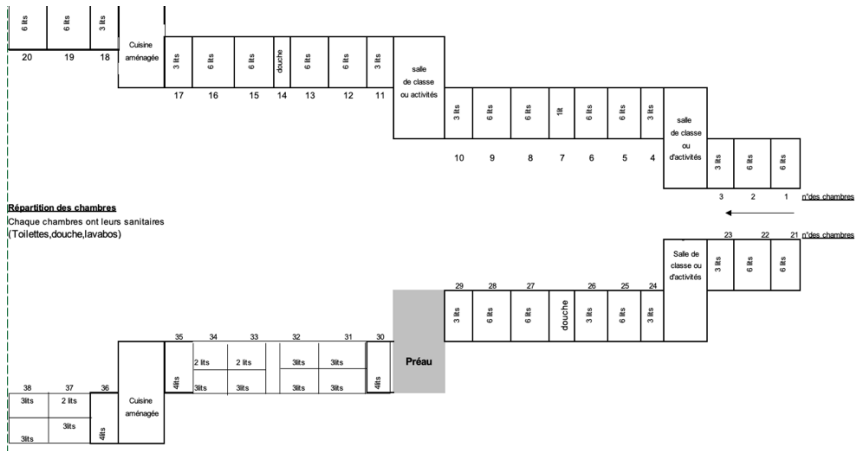 6 lits 6 lits 3 lits
20 19 18
Cuisine
aménagée
3 lits 6 lits 6 lits douche 6 lits 6 lits 3 lits
17 16 15 14 13 12 11
salle
de classe
ou activités
3 lits 6 lits 6 lits 1lit 6 lits 6 lits 3 lits
10 9 8 7 6 5 4
salle
de classe
ou
d'activités
3 lits 6 lits 6 lits
3 2 1 n°des chambres
Répartition des chambres
Chaque chambres ont leurs sanitaires
(Toilettes,douche,lavabos)
23 22 21 n°des chambres
3 lits 6 lits 6 lits
Salle de
classe ou
d'activités
29 28 27 26 25 24
3 lits 6 lits 6 lits douche 3 lits 6 lits 3 lits
Préau
35 34 33 32 31 30
4lits 2 lits 2 lits 3lits 3lits 4lits
3lits 3lits 3lits 3lits
Cuisine
aménagée
38 37 36
3lits 2 lits 4lits
3lits 3lits